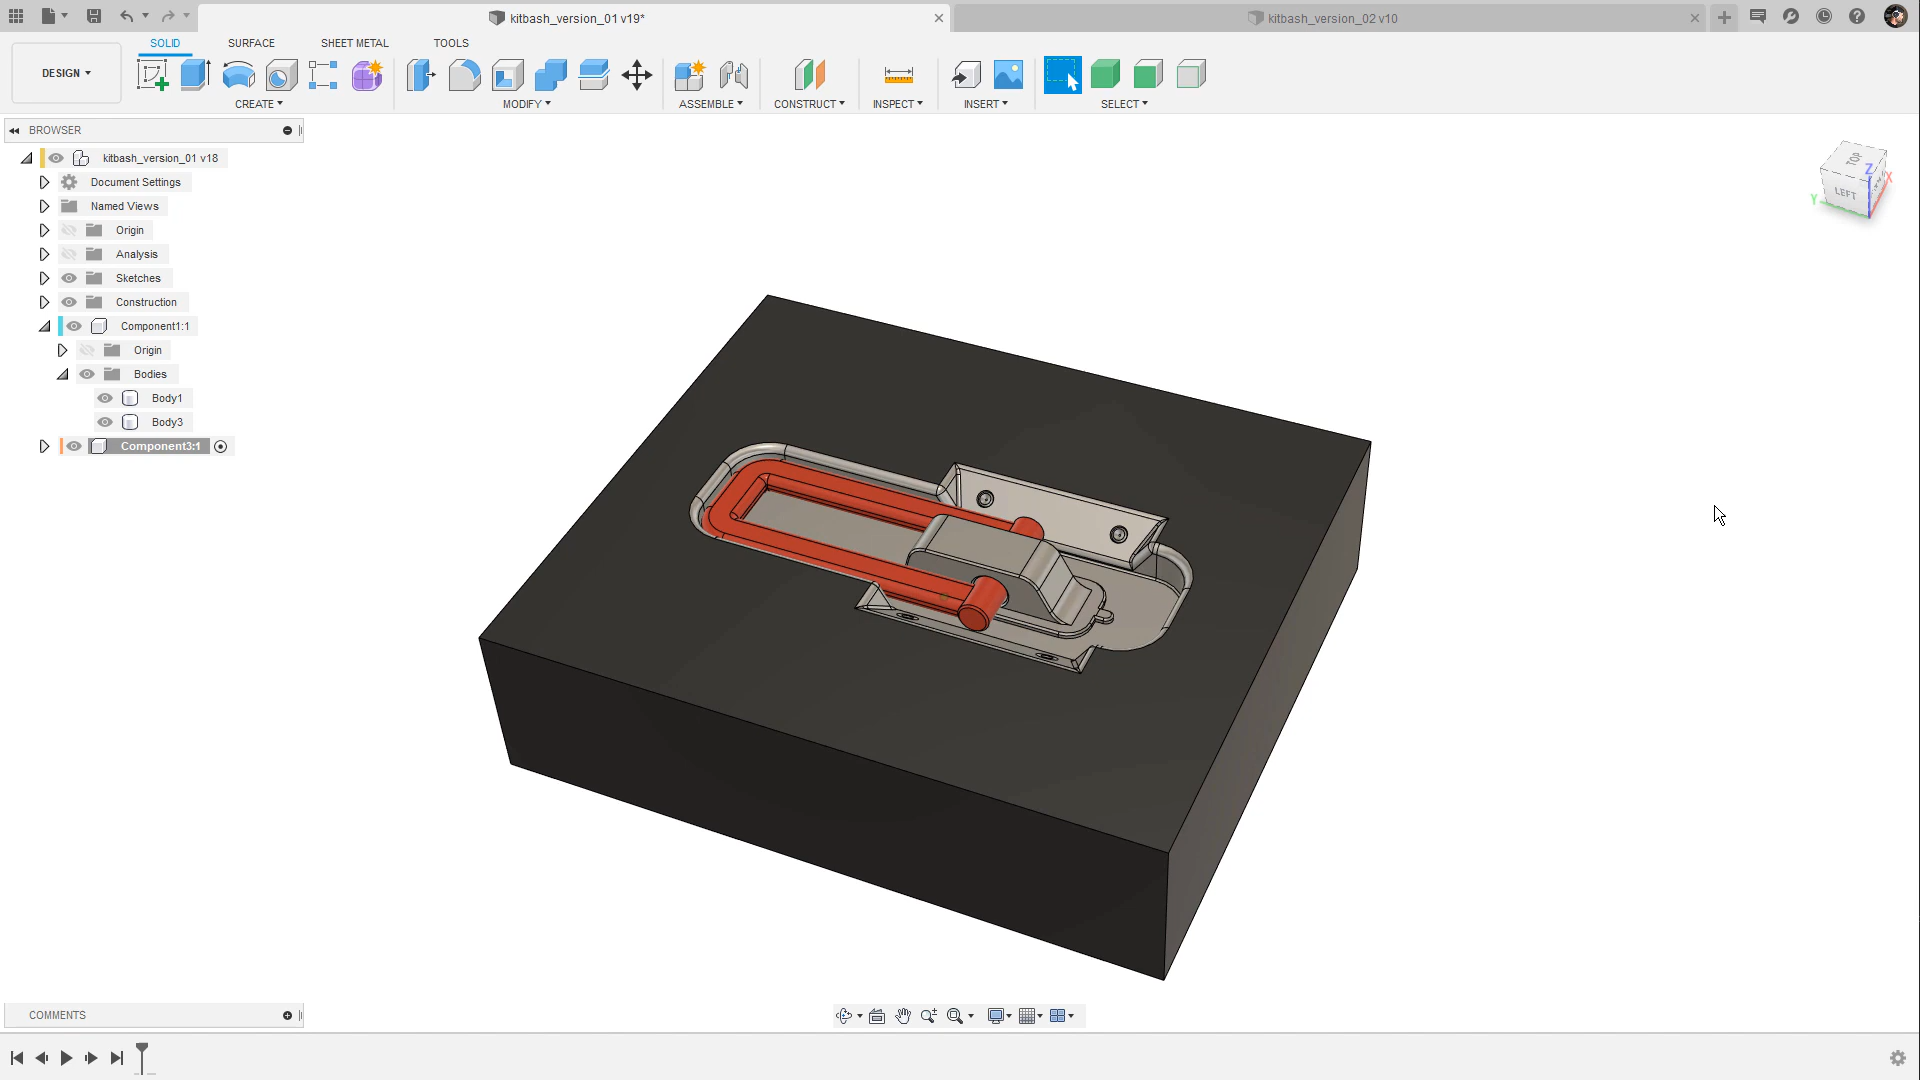 kitbash_version_01 v19*
kitbash_version_02 v10
SOLID
SURFACE
SHEET METAL
TOOLS
DESIGN
CREATE
MODIFY
ASSEMBLE
CONSTRUCT
INSPECT
INSERT
SELECT
BROWSER
kitbash_version_01 v18
Document Settings
Named Views
Origin
Analysis
Sketches
Construction
Component1:1
Origin
Bodies
Body1
Body3
Component3:1
TOP
LEFT
Z
X
Y
COMMENTS